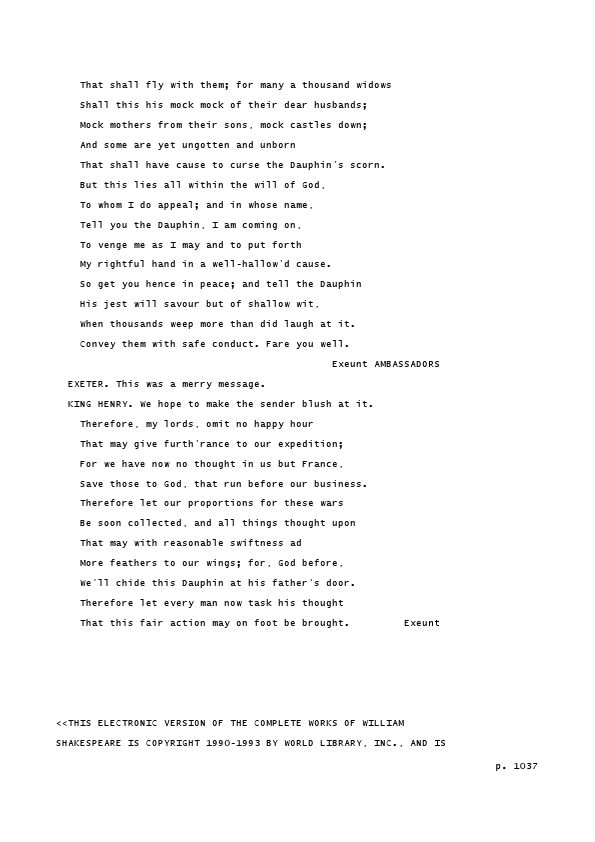 That shall fly with them; for many a thousand widows
Shall this his mock mock of their dear husbands;
Mock mothers from their sons, mock castles down;
And some are yet ungotten and unborn
That shall have cause to curse the Dauphin's scorn.
But this lies all within the will of God,
To whom I do appeal; and in whose name,
Tell you the Dauphin, I am coming on,
To venge me as I may and to put forth
My rightful hand in a well-hallow'd cause.
So get you hence in peace; and tell the Dauphin
His jest will savour but of shallow wit,
When thousands weep more than did laugh at it.
Convey them with safe conduct. Fare you well.
Exeunt AMBASSADORS
EXETER. This was a merry message.
KING HENRY. We hope to make the sender blush at it.
Therefore, my lords, omit no happy hour
That may give furth'rance to our expedition;
For we have now no thought in us but France,
Save those to God, that run before our business.
Therefore let our proportions for these wars
Be soon collected, and all things thought upon
That may with reasonable swiftness ad
More feathers to our wings; for, God before,
We'll chide this Dauphin at his father's door.
Therefore let every man now task his thought
That this fair action may on foot be brought. Exeunt
<<THIS ELECTRONIC VERSION OF THE COMPLETE WORKS OF WILLIAM
SHAKESPEARE IS COPYRIGHT 1990-1993 BY WORLD LIBRARY, INC., AND IS
p. 1037